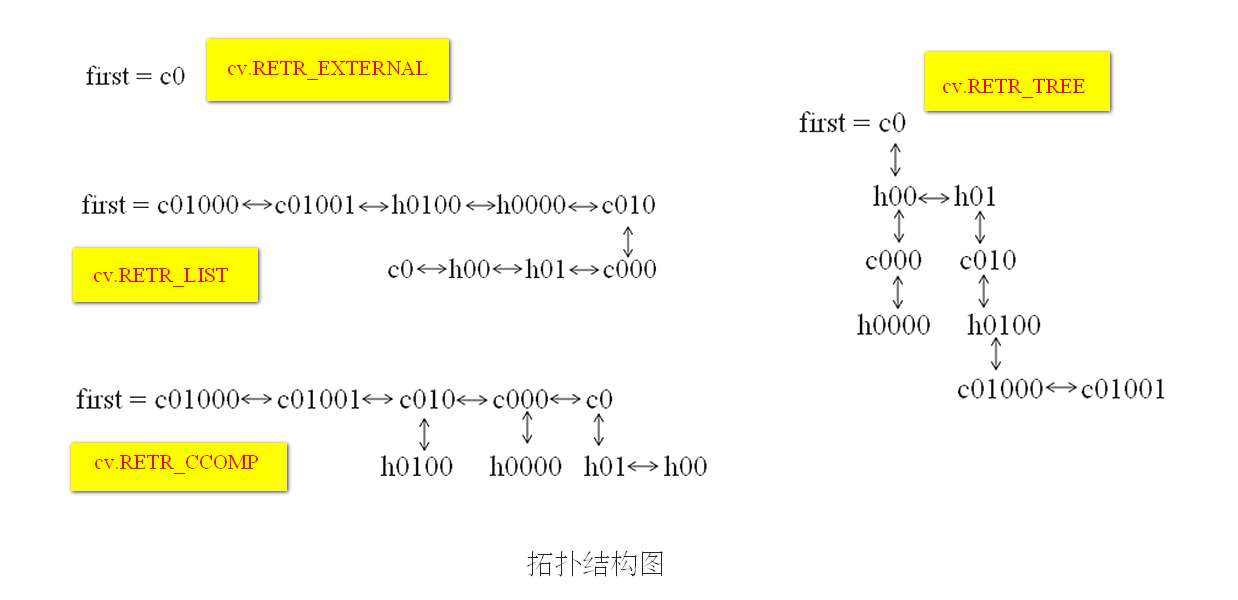 first = c0
cv.RETR_EXTERNAL
first = c01000↔c01001↔h0100↔h0000↔c010
↕
c0↔h00↔h01↔c000
cv.RETR_LIST
first = c01000↔c01001↔c010↔c000↔c0
↕ ↕ ↕
h0100 h0000 h01↔h00
cv.RETR_CCOMP
cv.RETR_TREE
first = c0
↕
h00↔h01
↕ ↕
c000 c010
↕ ↕
h0000 h0100
↕
c01000↔c01001
拓扑结构图